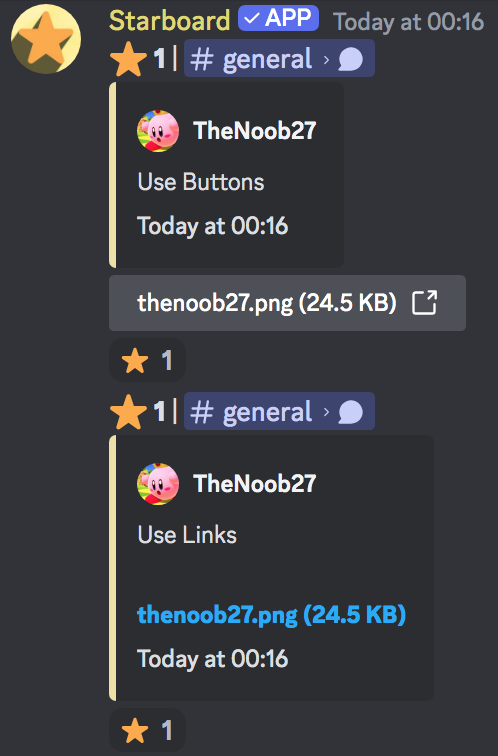 Starboard ✓ APP Today at 00:16
⭐ 1 | # general ›
TheNoob27
Use Buttons
Today at 00:16
thenoob27.png (24.5 KB)
⭐ 1
⭐ 1 | # general ›
TheNoob27
Use Links
thenoob27.png (24.5 KB)
Today at 00:16
⭐ 1